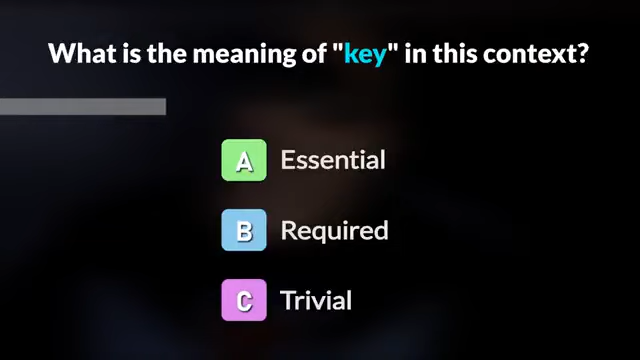 What is the meaning of "key" in this context?
A Essential
B Required
C Trivial